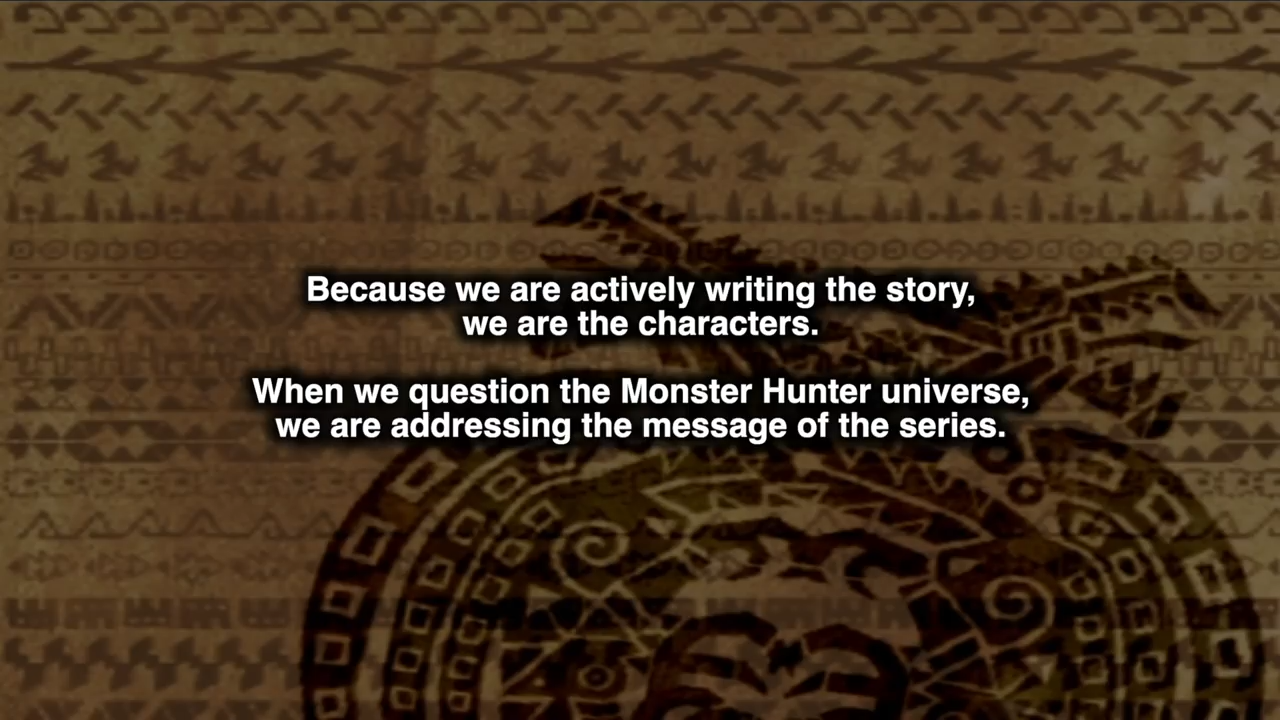 Because we are actively writing the story,
we are the characters.
When we question the Monster Hunter universe,
we are addressing the message of the series.